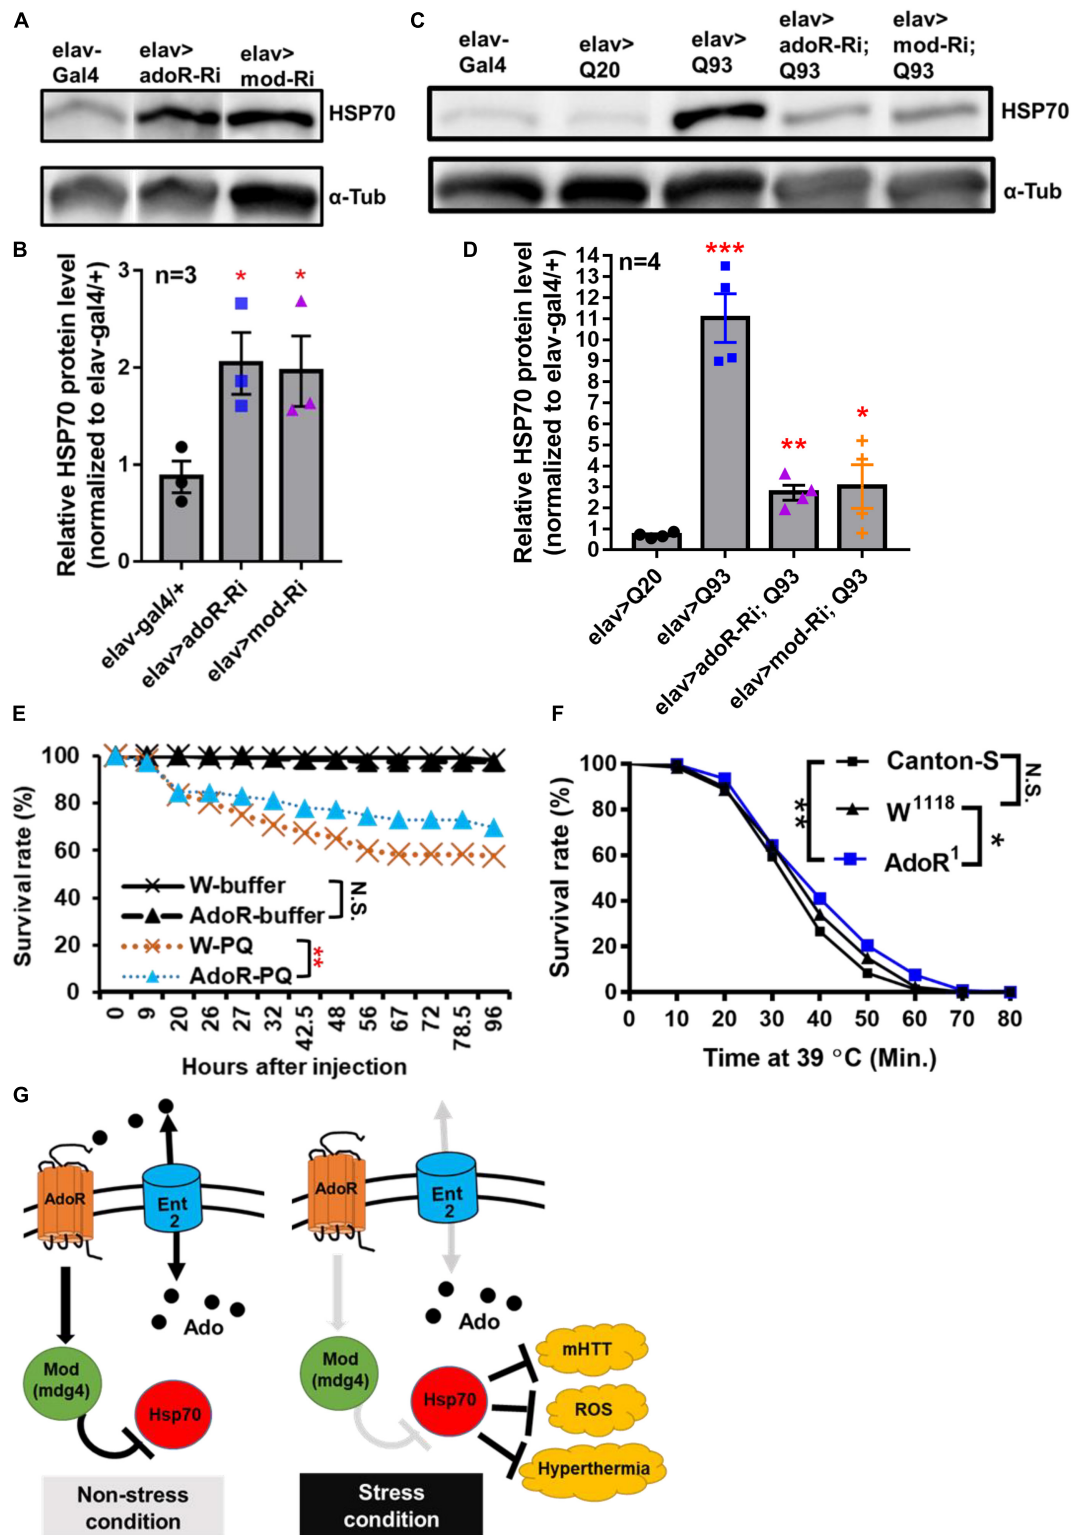 A
elav-
Gal4
elav>
adoR-Ri
elav>
mod-Ri
HSP70
α-Tub
C
elav-
Gal4
elav>
Q20
elav>
Q93
elav>
adoR-Ri;
Q93
elav>
mod-Ri;
Q93
HSP70
α-Tub
B
Relative HSP70 protein level
(normalized to elav-gal4/+)
3
2
1
0
n=3
*
*
elav-gal4/+
elav>adoR-Ri
elav>mod-Ri
D
Relative HSP70 protein level
(normalized to elav-gal4/+)
14
13
12
11
10
9
8
7
6
5
4
3
2
1
0
n=4
***
**
*
elav>Q20
elav>Q93
elav>adoR-Ri; Q93
elav>mod-Ri; Q93
E
Survival rate (%)
100
80
60
40
20
0
W-buffer
AdoR-buffer
N.S.
W-PQ
AdoR-PQ
**
0 9 20 26 27 32 42.5 48 56 67 72 78.5 96
Hours after injection
F
Survival rate (%)
100
80
60
40
20
0
Canton-S
W1118
AdoR1
N.S.
**
*
0 10 20 30 40 50 60 70 80
Time at 39 °C (Min.)
G
AdoR
Ent
2
Ado
Mod
(mdg4)
Hsp70
Non-stress
condition
AdoR
Ent
2
Ado
Mod
(mdg4)
Hsp70
mHTT
ROS
Hyperthermia
Stress
condition